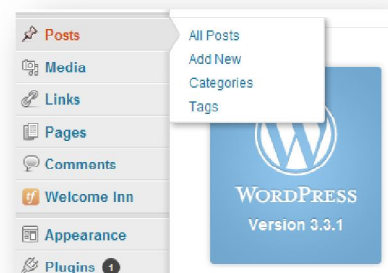 Posts
Media
Links
Pages
Comments
Welcome Inn
Appearance
Plugins 1
All Posts
Add New
Categories
Tags
WORDPRESS
Version 3.3.1